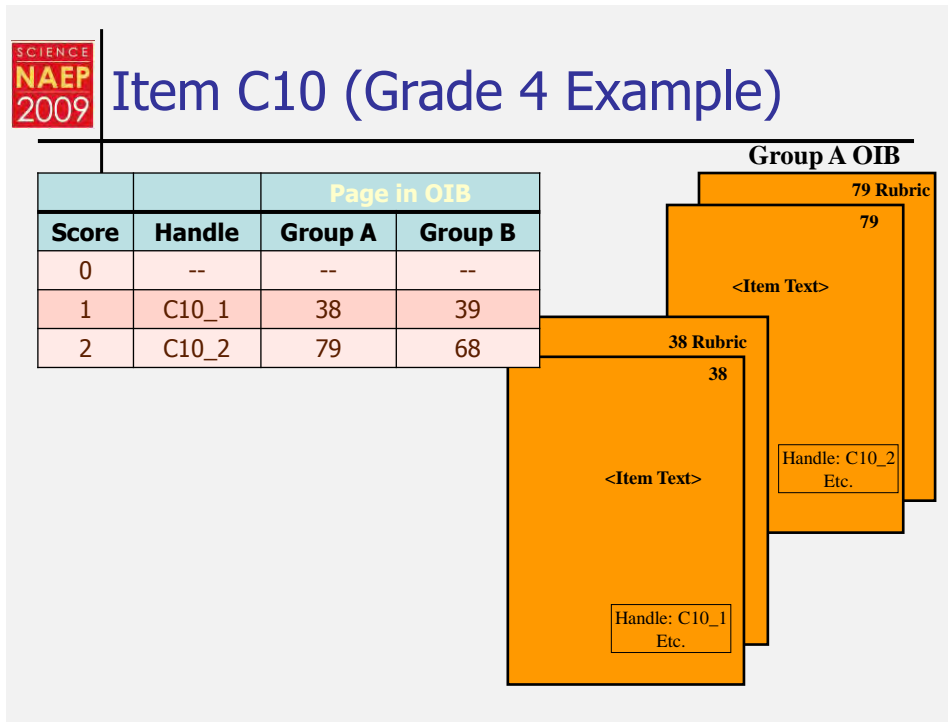 SCIENCE
NAEP
2009
Item C10 (Grade 4 Example)
Group A OIB
Page in OIB
Score Handle Group A Group B
0 -- -- --
1 C10_1 38 39
2 C10_2 79 68
79 Rubric
79
<Item Text>
Handle: C10_2
Etc.
38 Rubric
38
<Item Text>
Handle: C10_1
Etc.